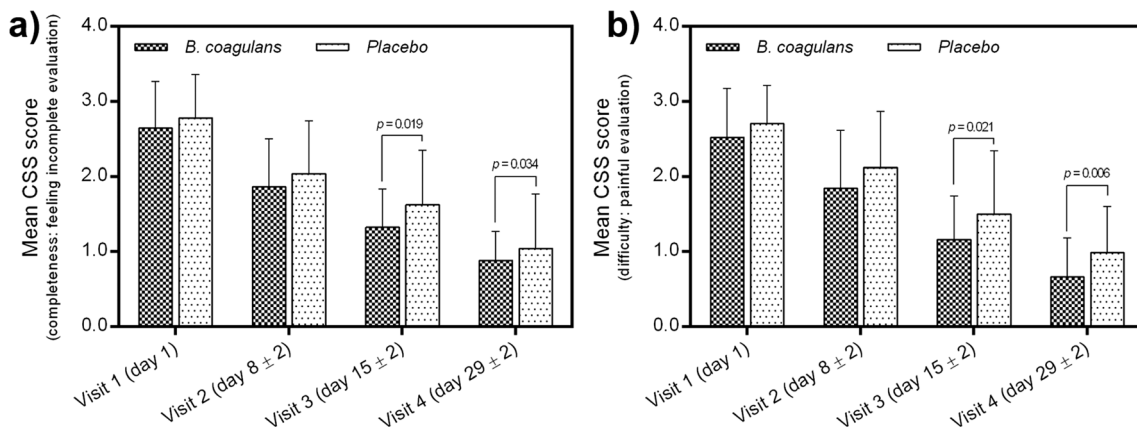 a)
Mean CSS score
(completeness: feeling incomplete evaluation)
4.0
3.0
2.0
1.0
0.0
B. coagulans
Placebo
p = 0.019
p = 0.034
Visit 1 (day 1)
Visit 2 (day 8 ± 2)
Visit 3 (day 15 ± 2)
Visit 4 (day 29 ± 2)
b)
Mean CSS score
(difficulty: painful evaluation)
4.0
3.0
2.0
1.0
0.0
B. coagulans
Placebo
p = 0.021
p = 0.006
Visit 1 (day 1)
Visit 2 (day 8 ± 2)
Visit 3 (day 15 ± 2)
Visit 4 (day 29 ± 2)